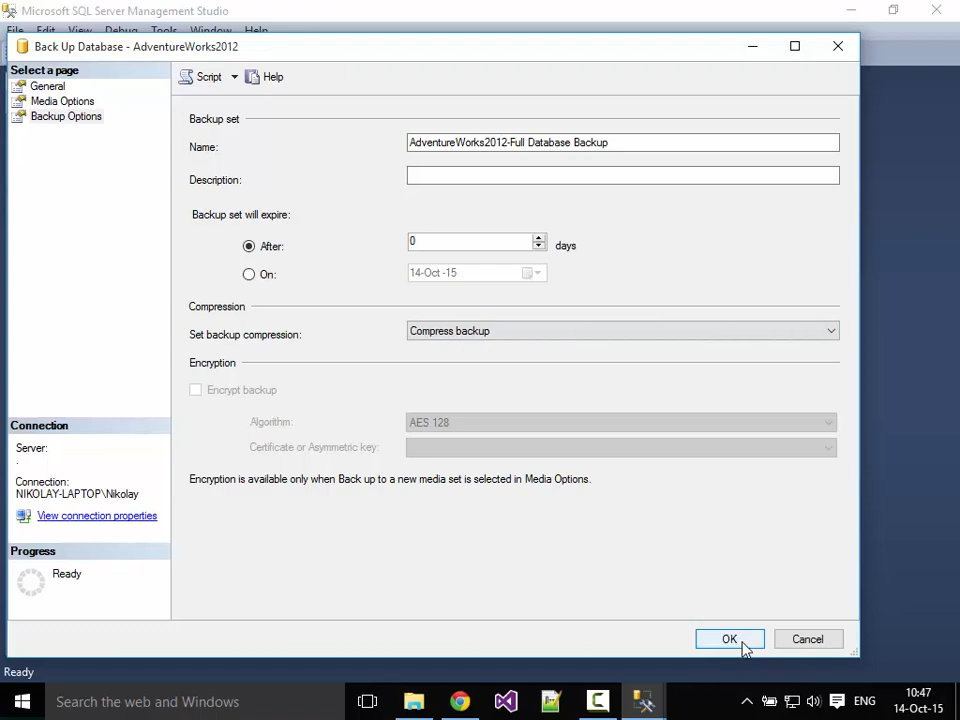 Microsoft SQL Server Management Studio
File Edit View Debug Tools Window Help
Back Up Database - AdventureWorks2012
Select a page
General
Media Options
Backup Options
Script Help
Backup set
Name: AdventureWorks2012-Full Database Backup
Description:
Backup set will expire:
After: 0 days
On: 14-Oct -15
Compression
Set backup compression: Compress backup
Encryption
Encrypt backup
Algorithm: AES 128
Certificate or Asymmetric key:
Encryption is available only when Back up to a new media set is selected in Media Options.
Connection
Server:
.
Connection:
NIKOLAY-LAPTOP\Nikolay
View connection properties
Progress
Ready
OK Cancel
Ready
Search the web and Windows
ENG
10:47
14-Oct-15